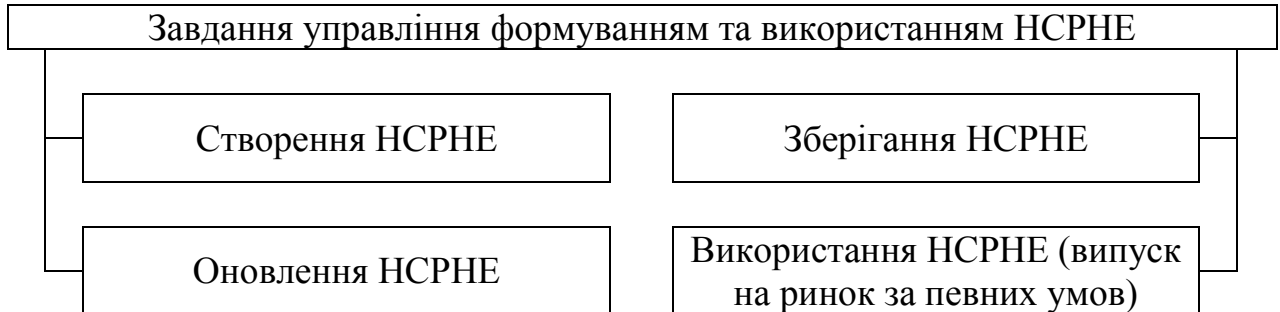 Завдання управління формуванням та використанням НСРНЕ
Створення НСРНЕ
Зберігання НСРНЕ
Оновлення НСРНЕ
Використання НСРНЕ (випуск
на ринок за певних умов)